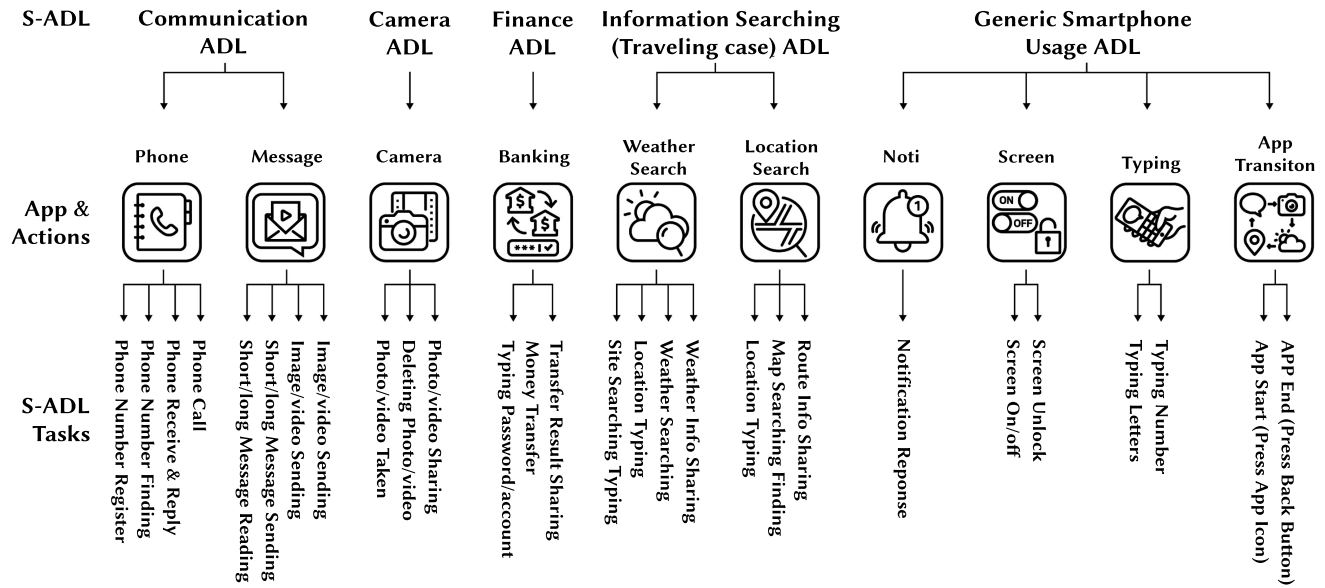 S-ADL
Communication
ADL
Camera
ADL
Finance
ADL
Information Searching
(Traveling case) ADL
Generic Smartphone
Usage ADL
App &
Actions
Phone
Message
Camera
Banking
Weather
Search
Location
Search
Noti
Screen
Typing
App
Transiton
$
$
***
1
ON
OFF
S-ADL
Tasks
Phone Number Register
Phone Number Finding
Phone Receive & Reply
Phone Call
Short/long Message Reading
Short/long Message Sending
Image/video Sending
Image/video Sending
Photo/video Taken
Deleting Photo/video
Photo/video Sharing
Typing Password/account
Money Transfer
Transfer Result Sharing
Site Searching Typing
Location Typing
Weather Searching
Weather Info Sharing
Location Typing
Map Searching Finding
Route Info Sharing
Notification Reponse
Screen On/off
Screen Unlock
Typing Letters
Typing Number
App Start (Press App Icon)
APP End (Press Back Button)